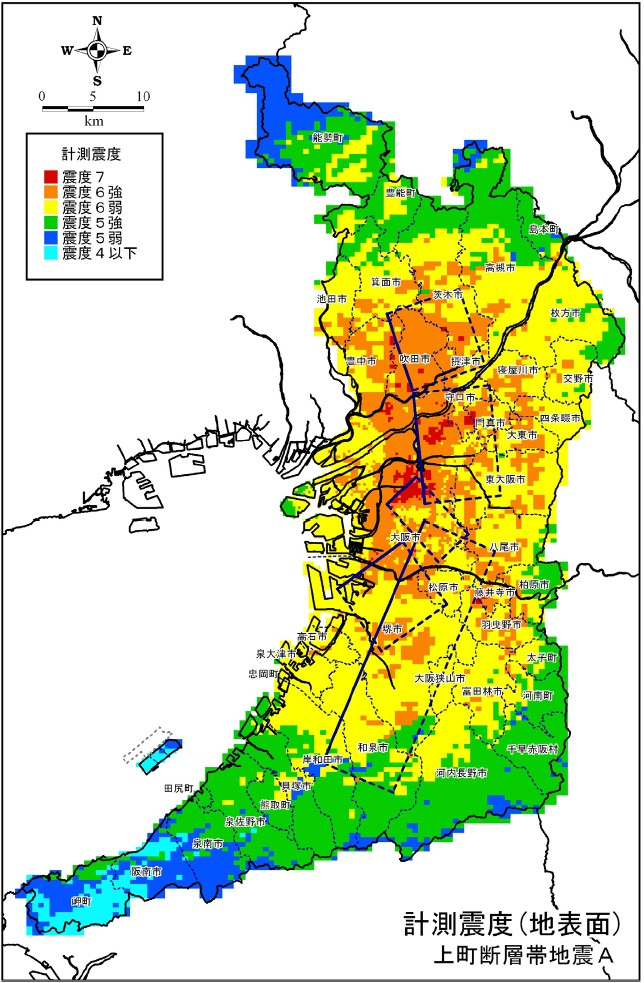 N
W E
S
0 5 10
km
計測震度
震度7
震度6強
震度6弱
震度5強
震度5弱
震度4以下
能勢町
豊能町
島本町
高槻市
箕面市
茨木市
池田市
枚方市
豊中市
吹田市
摂津市
寝屋川市
交野市
守口市
四条畷市
門真市
大東市
東大阪市
大阪市
八尾市
柏原市
松原市
藤井寺市
羽曳野市
堺市
高石市
泉大津市
太子町
忠岡町
大阪狭山市
富田林市
河南町
和泉市
千早赤阪村
岸和田市
河内長野市
貝塚市
田尻町
熊取町
泉佐野市
泉南市
阪南市
岬町
計測震度(地表面)
上町断層帯地震A